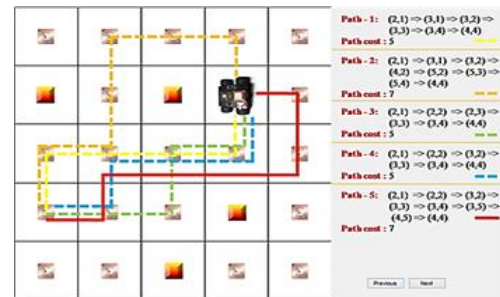 Path - 1: (2,1) => (3,1) => (3,2) =>
(3,3) => (3,4) => (4,4)
Path cost : 5
Path - 2: (2,1) => (3,1) => (3,2) =>
(4,2) => (5,2) => (5,3) =>
(5,4) => (4,4)
Path cost : 7
Path - 3: (2,1) => (2,2) => (2,3) =>
(3,3) => (3,4) => (4,4)
Path cost : 5
Path - 4: (2,1) => (2,2) => (3,2) =>
(3,3) => (3,4) => (4,4)
Path cost : 5
Path - 5: (2,1) => (2,2) => (3,2) =>
(3,3) => (3,4) => (3,5) =>
(4,5) => (4,4)
Path cost : 7
Previous Next